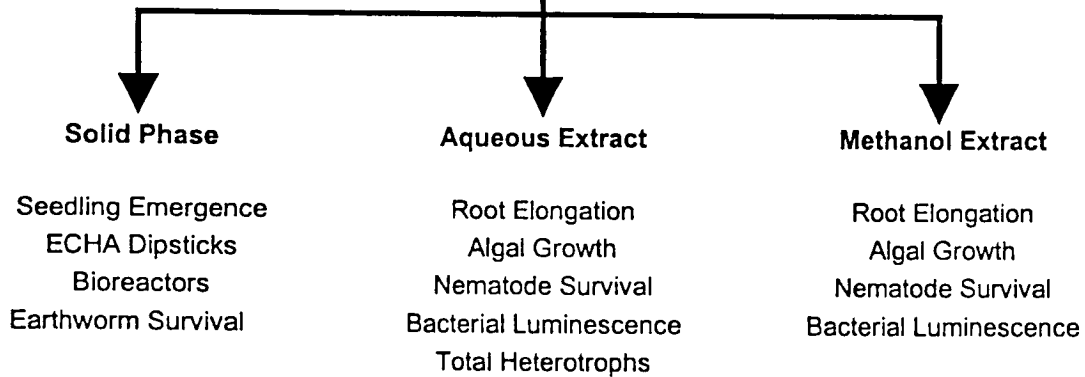 Solid Phase
Seedling Emergence
ECHA Dipsticks
Bioreactors
Earthworm Survival
Aqueous Extract
Root Elongation
Algal Growth
Nematode Survival
Bacterial Luminescence
Total Heterotrophs
Methanol Extract
Root Elongation
Algal Growth
Nematode Survival
Bacterial Luminescence